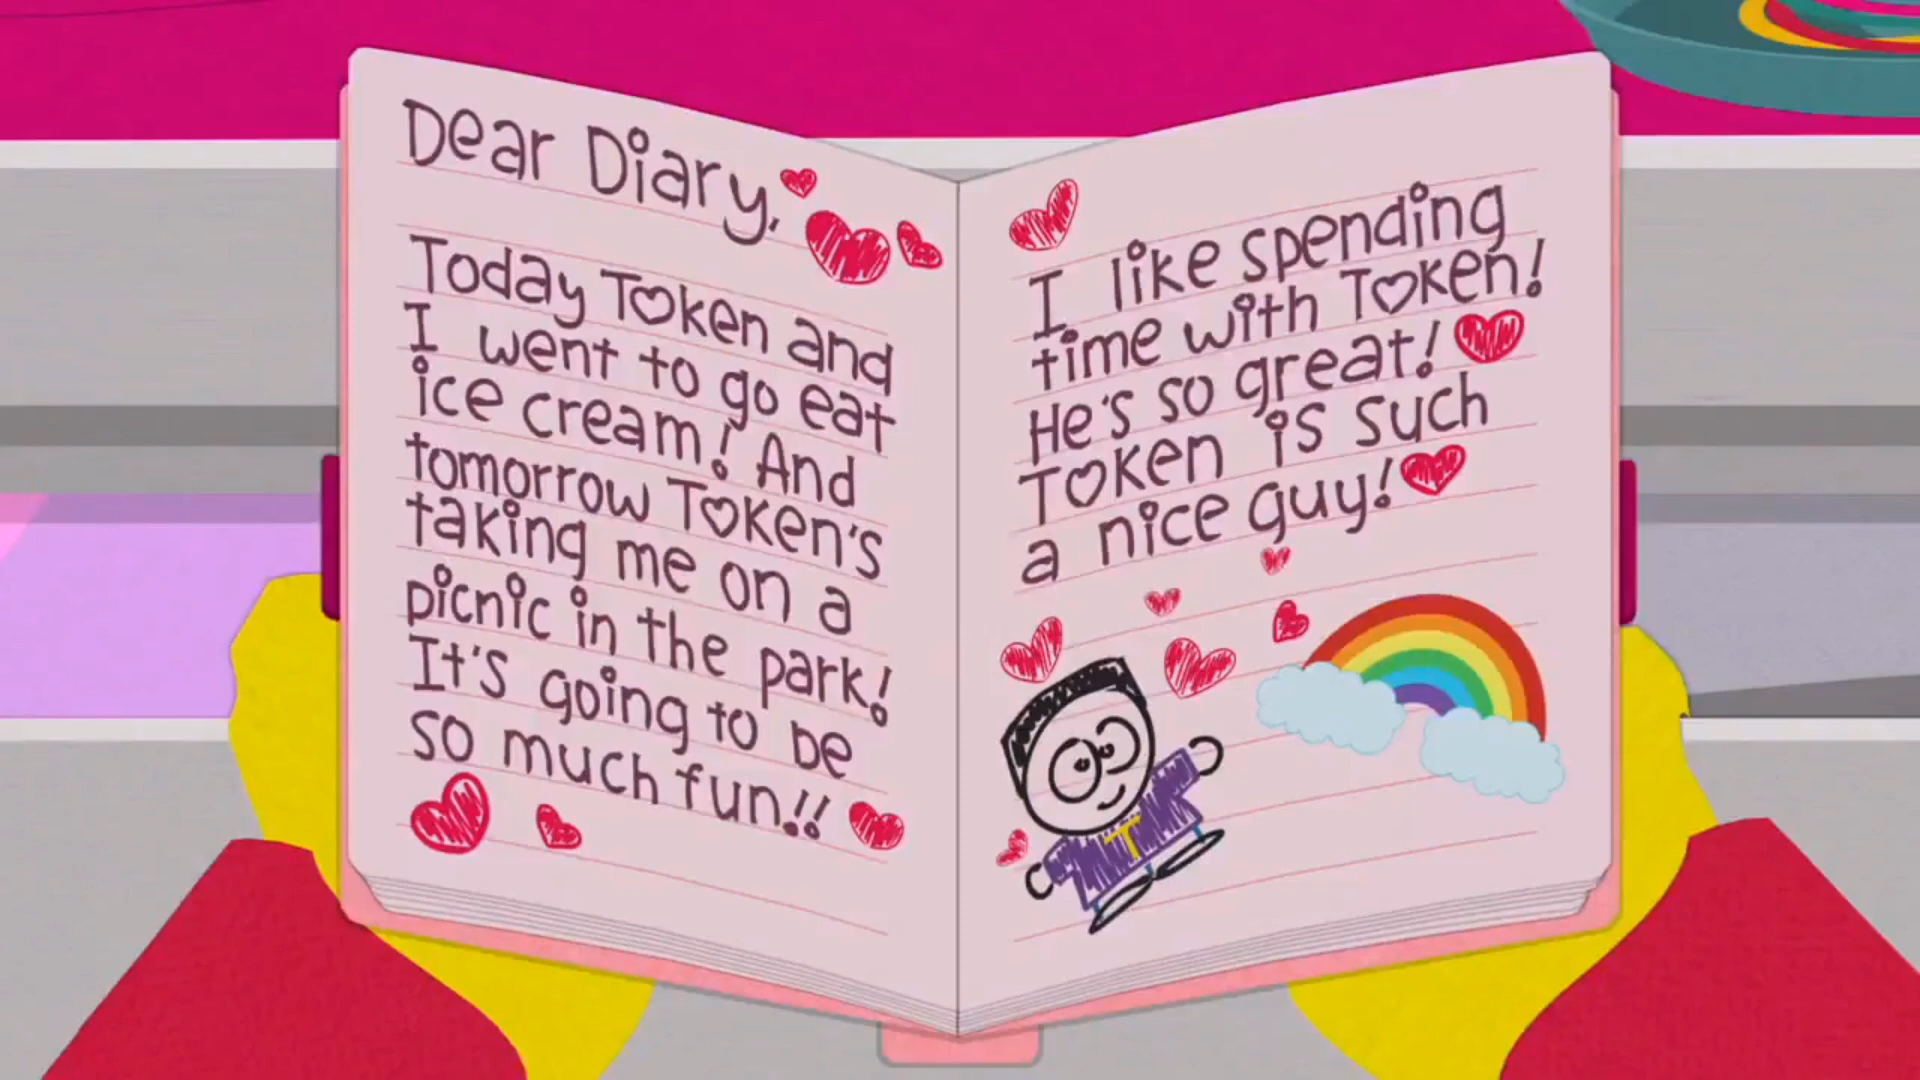 Dear Diary,
Today Token and
I went to go eat
ice cream! And
tomorrow Token's
taking me on a
picnic in the park!
It's going to be
so much fun!!
I like spending
time with Token!
He's so great!
Token is such
a nice guy!
T